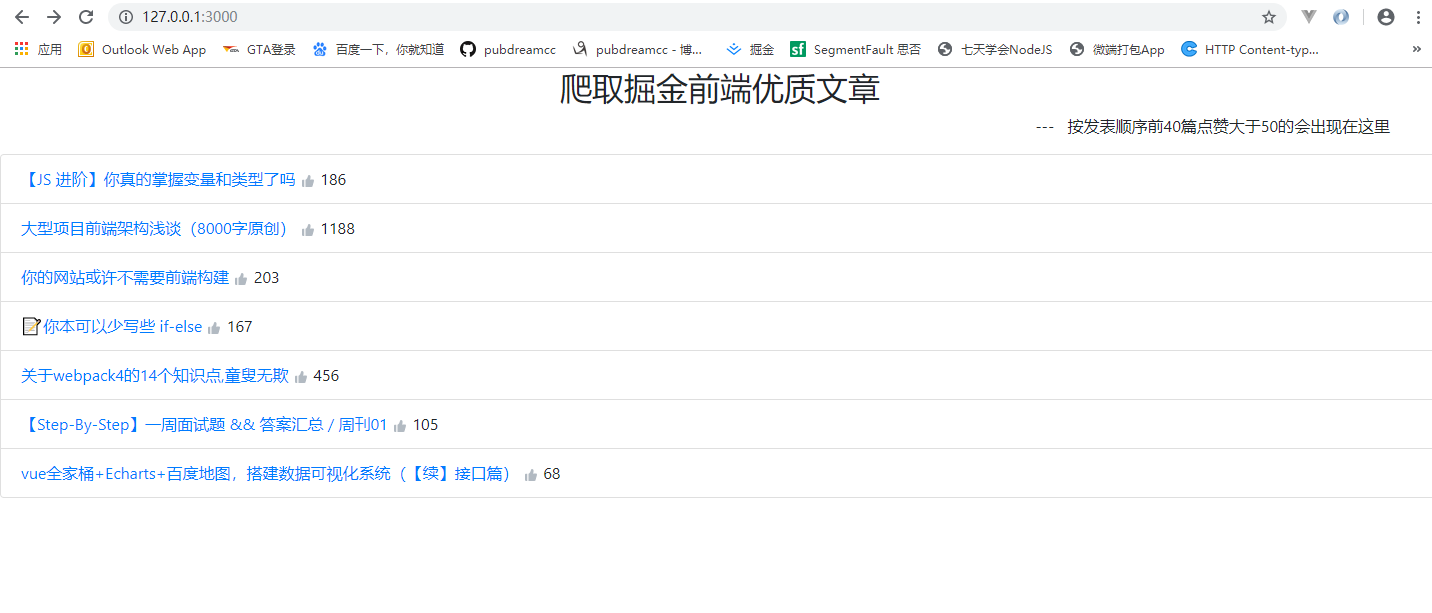 127.0.0.1:3000
应用 Outlook Web App GTA登录 百度一下，你就知道 pubdreamcc pubdreamcc - 博... 掘金 SegmentFault 思否 七天学会NodeJS 微端打包App HTTP Content-typ... »
爬取掘金前端优质文章
--- 按发表顺序前40篇点赞大于50的会出现在这里
【JS 进阶】你真的掌握变量和类型了吗 186
大型项目前端架构浅谈（8000字原创） 1188
你的网站或许不需要前端构建 203
📝你本可以少写些 if-else 167
关于webpack4的14个知识点,童叟无欺 456
【Step-By-Step】一周面试题 && 答案汇总 / 周刊01 105
vue全家桶+Echarts+百度地图，搭建数据可视化系统（【续】接口篇） 68